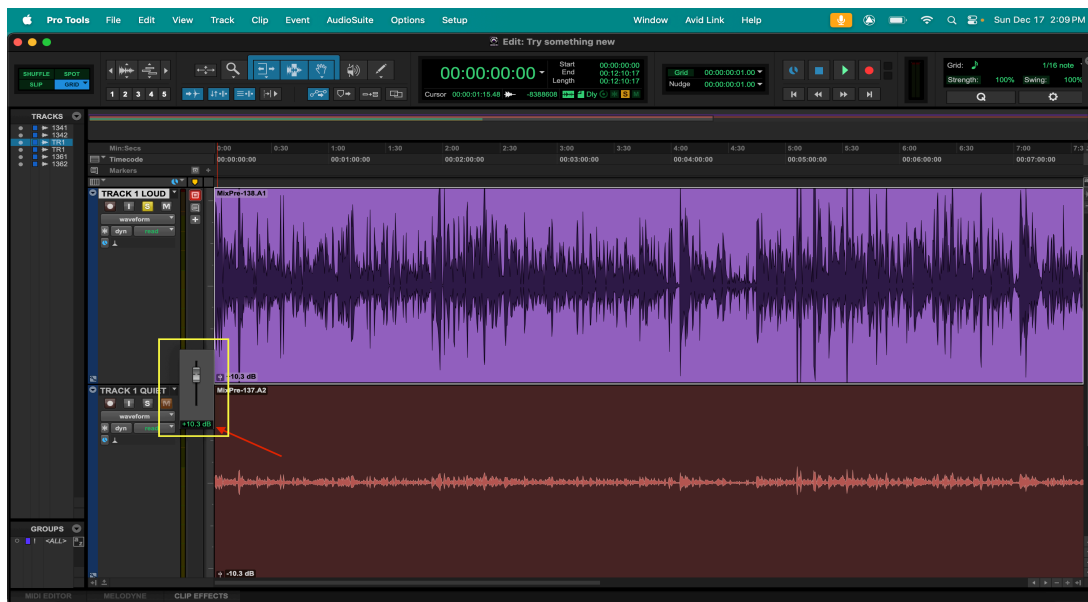 Pro Tools File Edit View Track Clip Event AudioSuite Options Setup Window Avid Link Help Sun Dec 17 2:09 PM
Edit: Try something new
SHUFFLE SPOT
SLIP GRID
1 2 3 4 5
00:00:00:00
Start 00:00:00:00
End 00:12:10:17
Length 00:12:10:17
Cursor 00:00:01:15.48 -8388608 Dly S
Grid 00:00:00:01.00
Nudge 00:00:00:01.00
Grid: 1/16 note
Strength: 100% Swing: 100%
Q
TRACKS
1341
1342
TR1
TR1
1361
1362
Min:Secs 0:00 0:30 1:00 1:30 2:00 2:30 3:00 3:30 4:00 4:30 5:00 5:30 6:00 6:30 7:00
Timecode 00:00:00:00 00:01:00:00 00:02:00:00 00:03:00:00 00:04:00:00 00:05:00:00 00:06:00:00 00:07:00:00
Markers
TRACK 1 LOUD MixPre-138.A1
I S M
waveform
dyn read
-10.3 dB
TRACK 1 QUIET MixPre-137.A2
I S M
waveform
dyn read +10.3 dB
-10.3 dB
GROUPS
! <ALL>
MIDI EDITOR MELODYNE CLIP EFFECTS